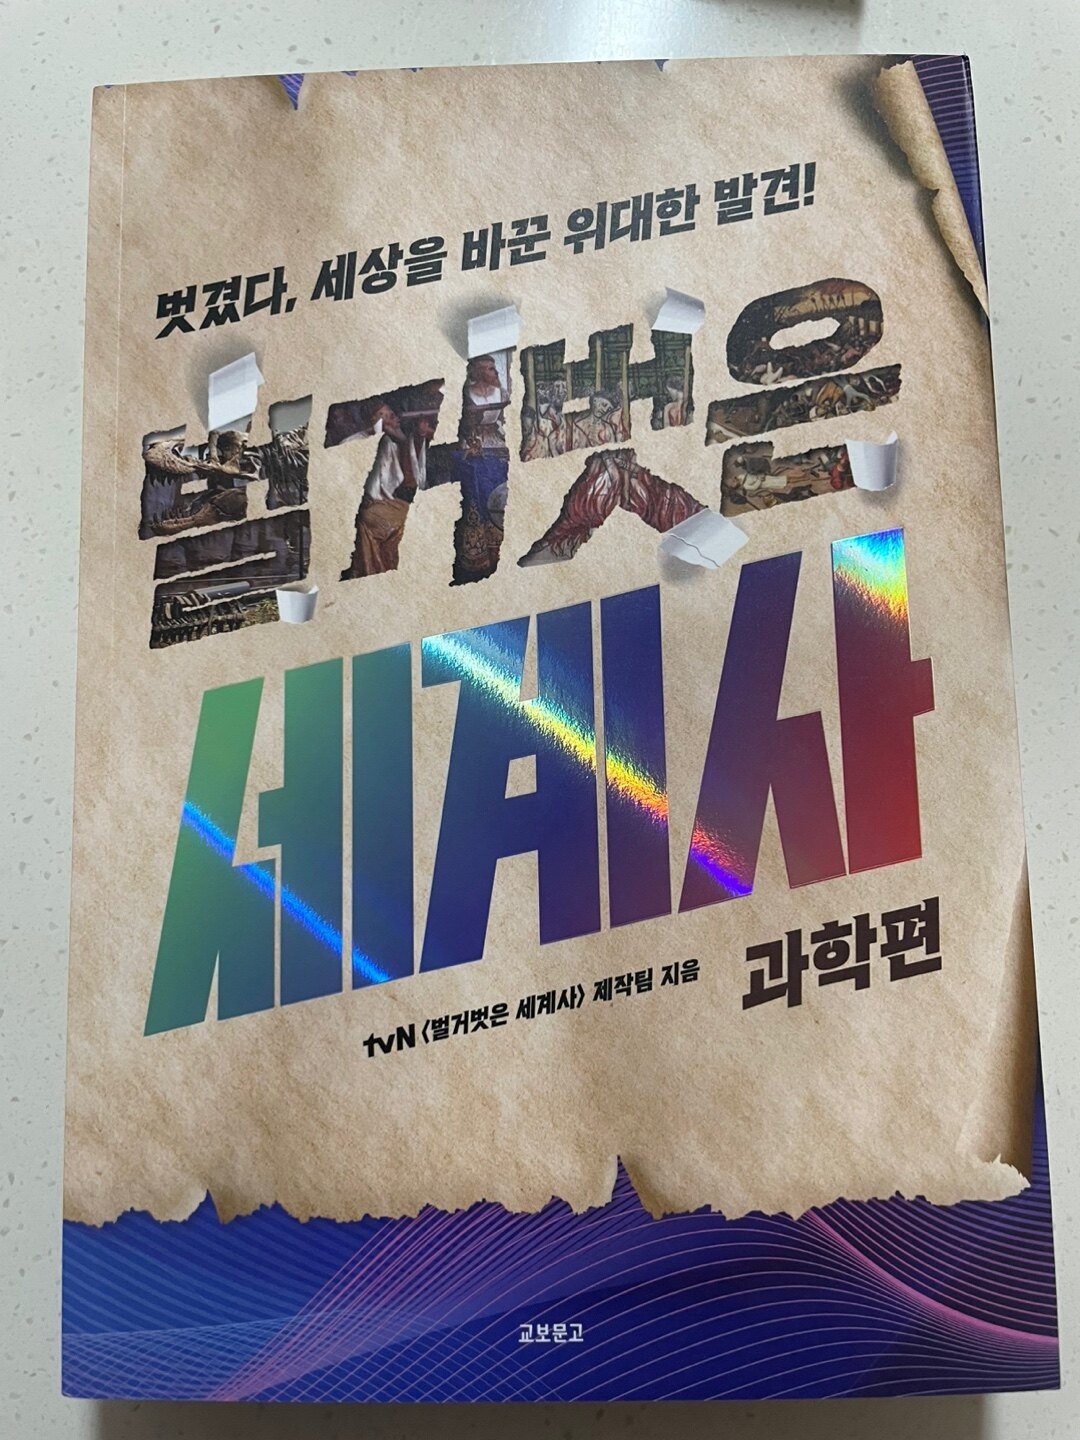 벗겼다, 세상을 바꾼 위대한 발견!
벌거벗은
세계사
과학편
tvN 〈벌거벗은 세계사〉 제작팀 지음
교보문고